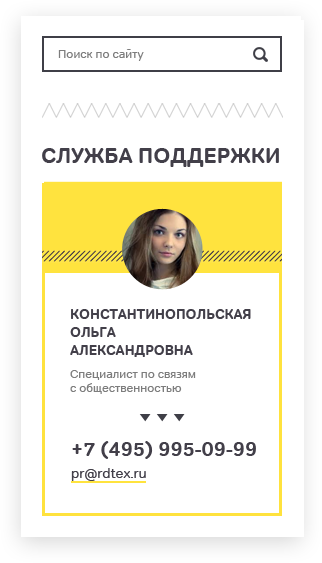 Поиск по сайту
СЛУЖБА ПОДДЕРЖКИ
КОНСТАНТИНОПОЛЬСКАЯ
ОЛЬГА
АЛЕКСАНДРОВНА
Специалист по связям
с общественностью
+7 (495) 995-09-99
pr@rdtex.ru